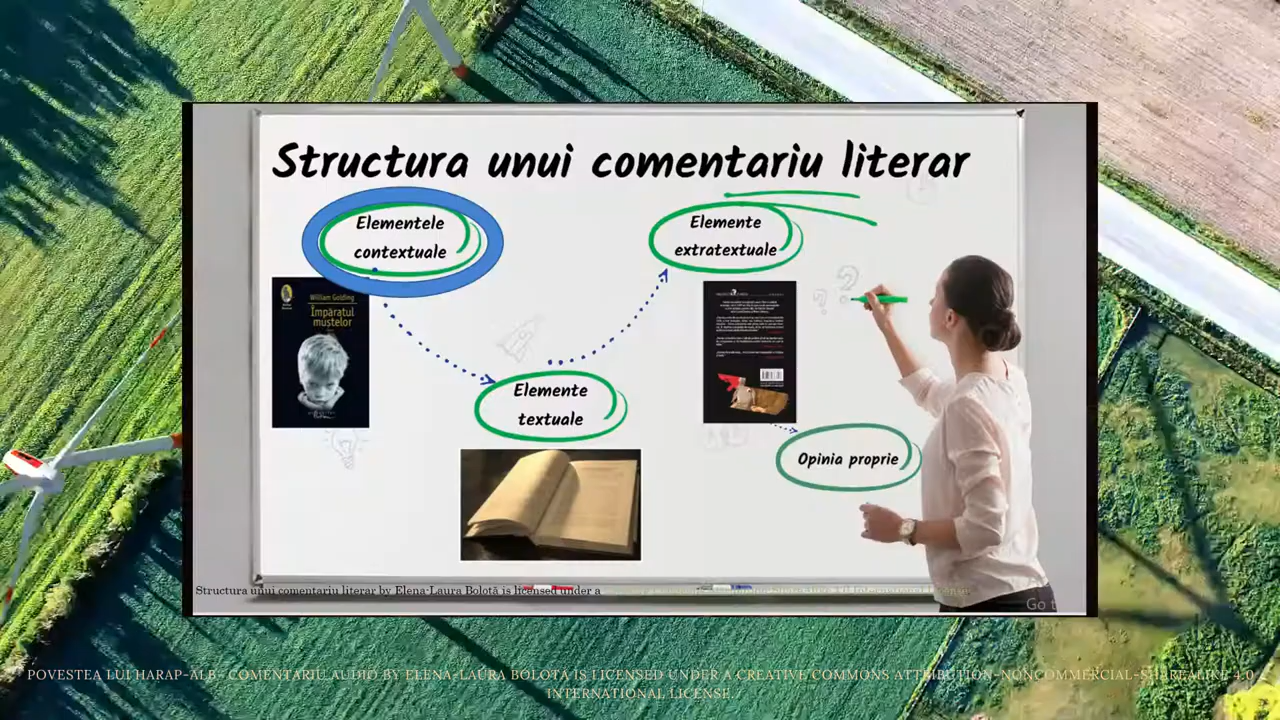 Structura unui comentariu literar
Elementele
contextuale
Elemente
extratextuale
William Golding
Împăratul
muștelor
Elemente
textuale
Opinia proprie
Structura unui comentariu literar by Elena-Laura Bolotă is licensed under a
Go t
POVESTEA LUI HARAP-ALB- COMENTARIU AUDIO BY ELENA-LAURA BOLOTĂ IS LICENSED UNDER A CREATIVE COMMONS ATTRIBUTION-NONCOMMERCIAL-SHAREALIKE 4.0
INTERNATIONAL LICENSE.